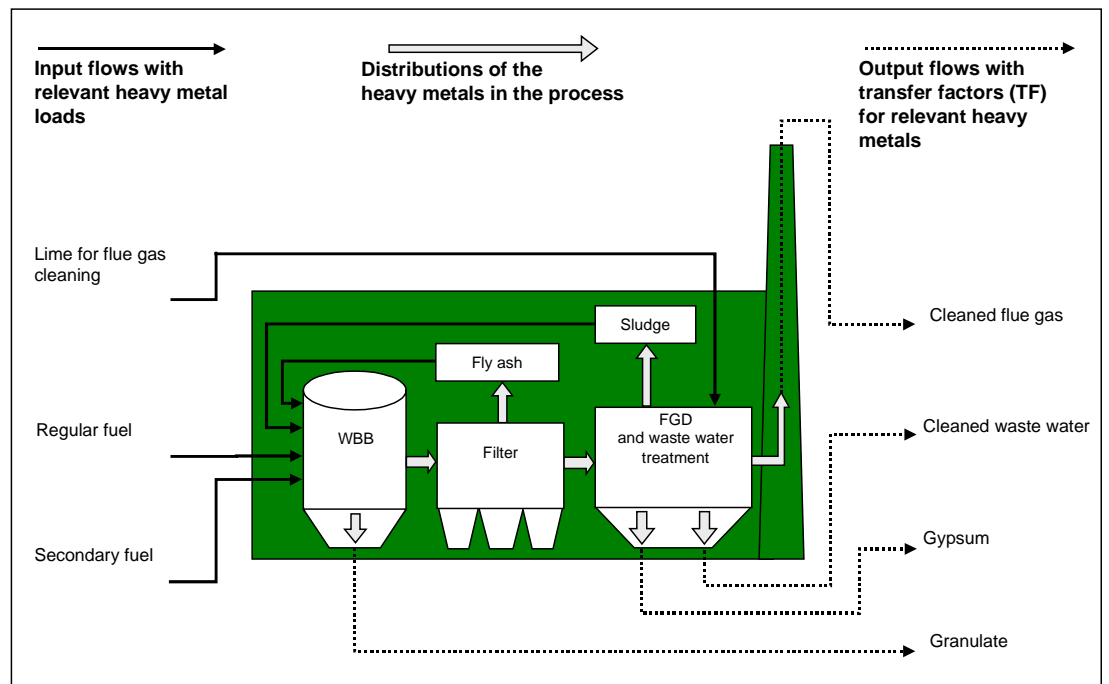 Input flows with
relevant heavy metal
loads
Distributions of the
heavy metals in the process
Output flows with
transfer factors (TF)
for relevant heavy
metals
Lime for flue gas
cleaning
Regular fuel
Secondary fuel
Sludge
Fly ash
WBB
Filter
FGD
and waste water
treatment
Cleaned flue gas
Cleaned waste water
Gypsum
Granulate